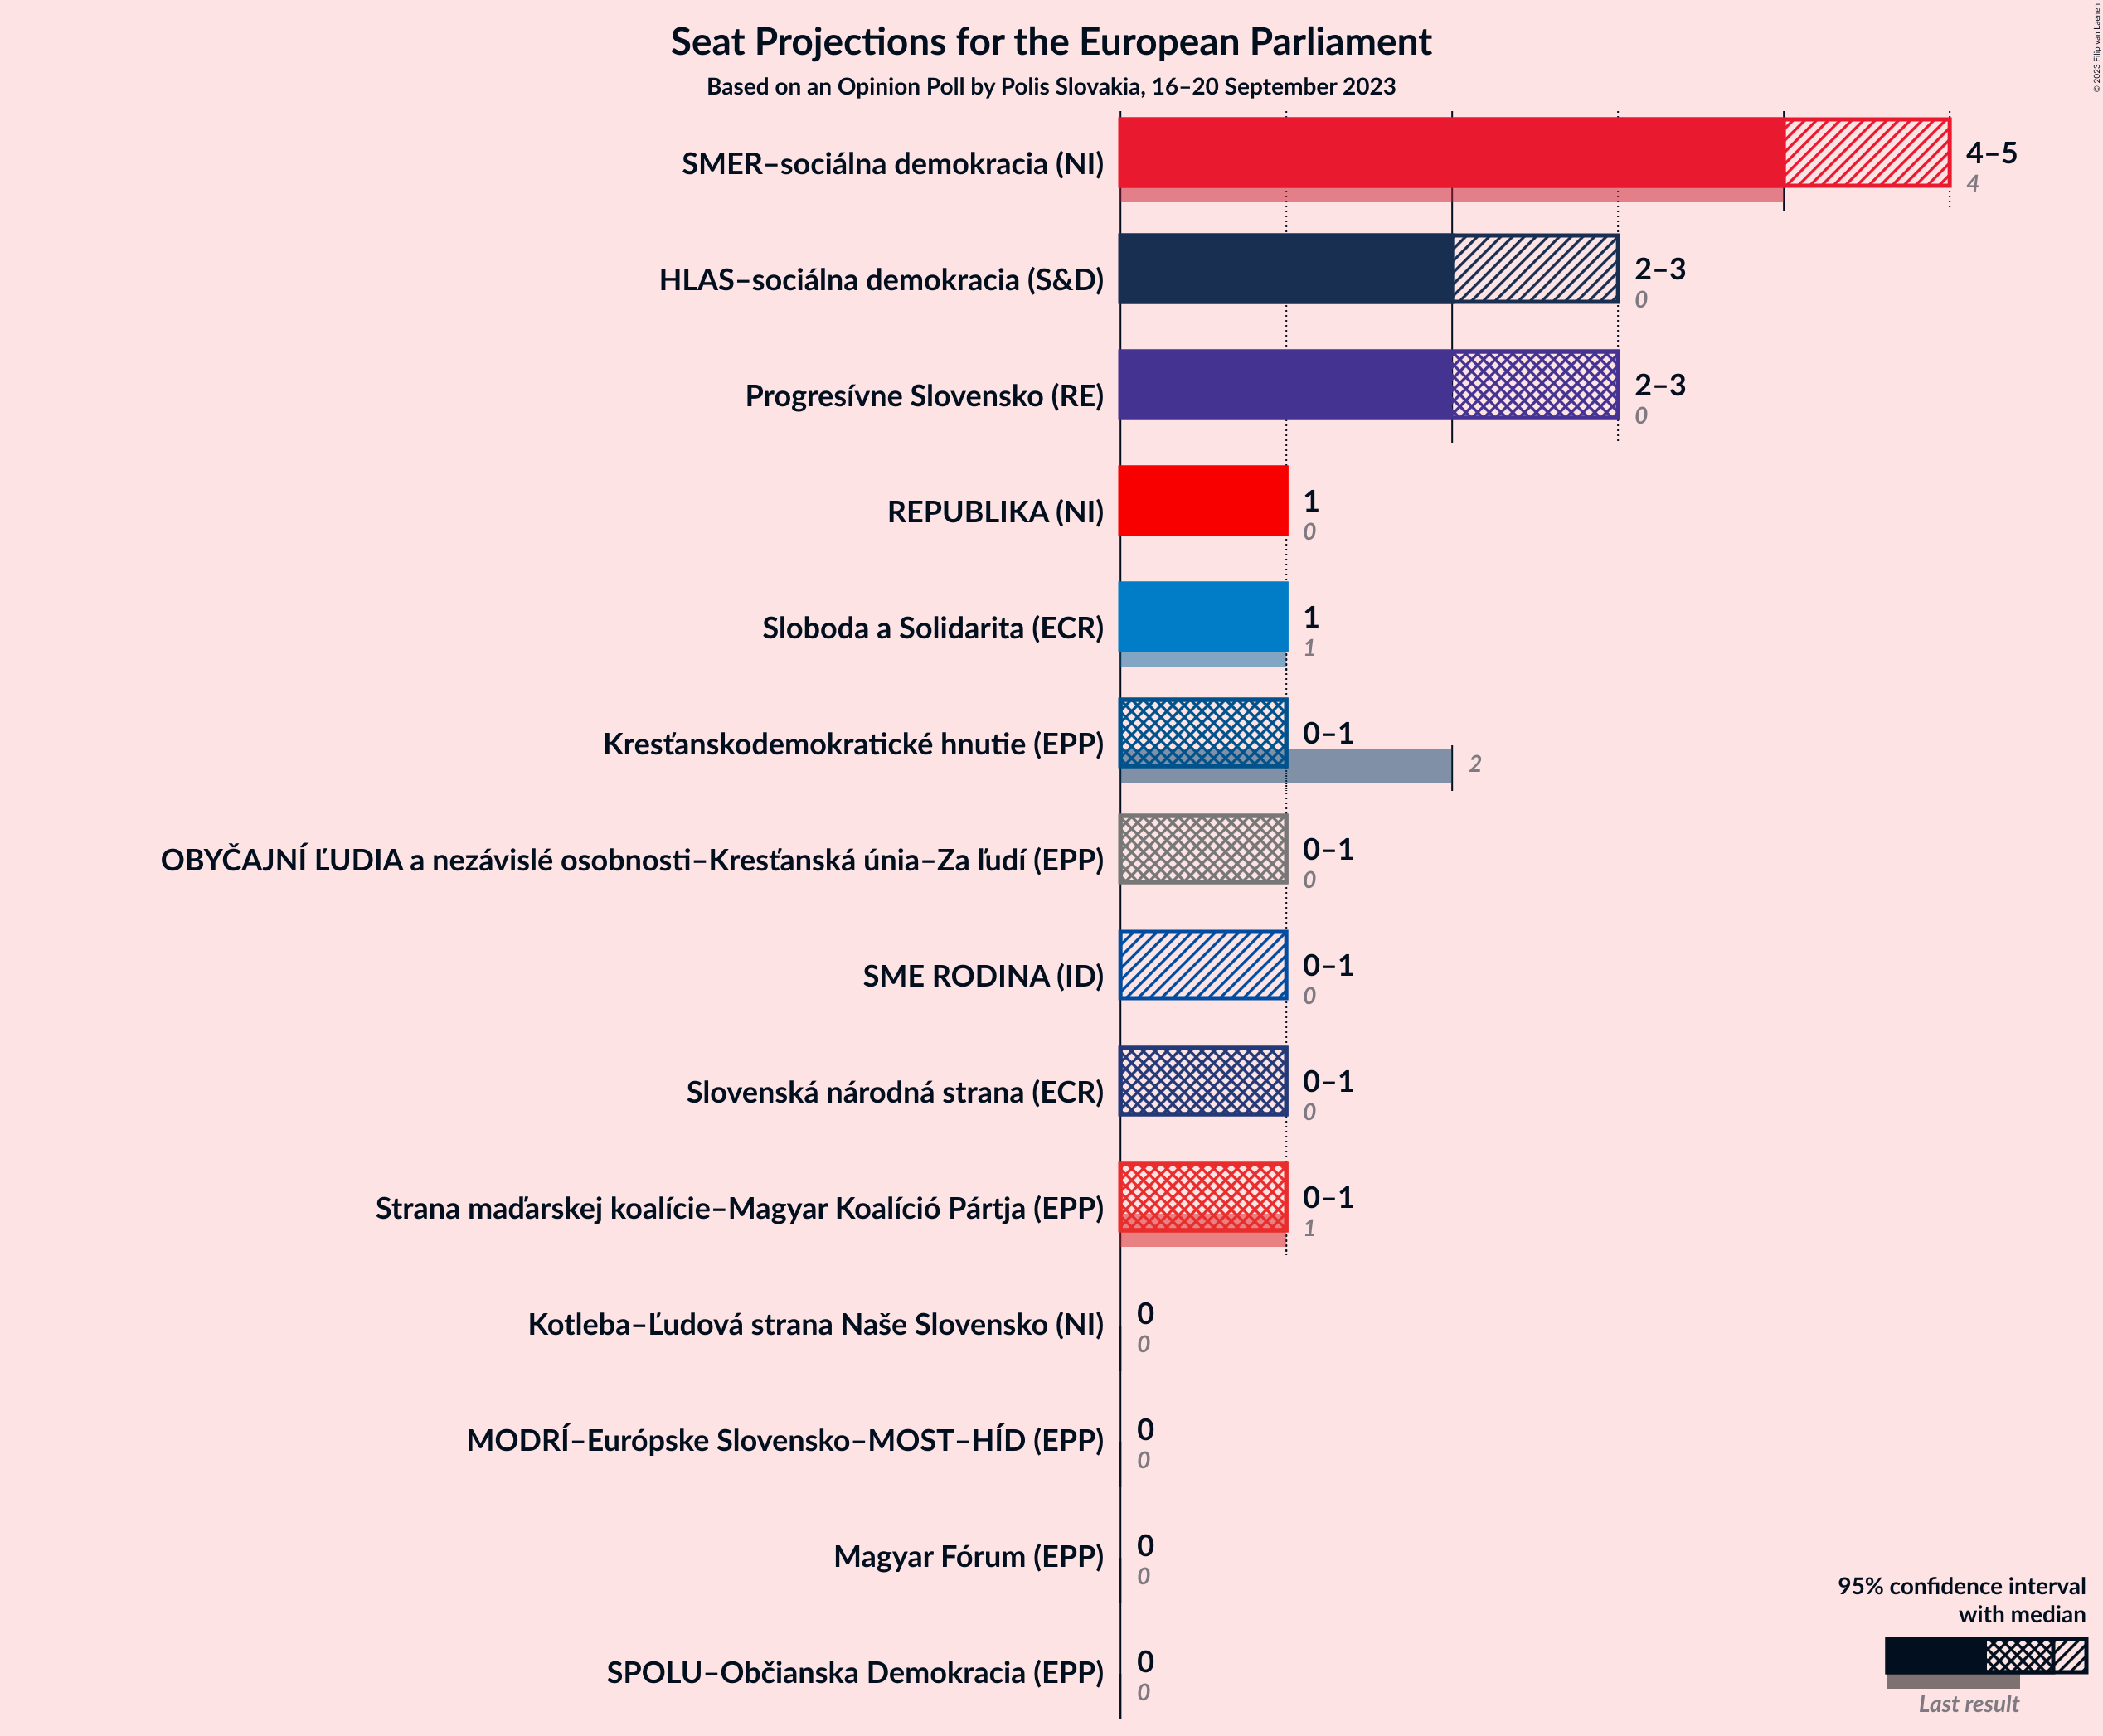 Seat Projections for the European Parliament
Based on an Opinion Poll by Polis Slovakia, 16–20 September 2023
© 2023 Filip van Laenen
SMER–sociálna demokracia (NI)
4–5
4
HLAS–sociálna demokracia (S&D)
2–3
0
Progresívne Slovensko (RE)
2–3
0
REPUBLIKA (NI)
1
0
Sloboda a Solidarita (ECR)
1
1
Kresťanskodemokratické hnutie (EPP)
0–1
2
OBYČAJNÍ ĽUDIA a nezávislé osobnosti–Kresťanská únia–Za ľudí (EPP)
0–1
0
SME RODINA (ID)
0–1
0
Slovenská národná strana (ECR)
0–1
0
Strana maďarskej koalície–Magyar Koalíció Pártja (EPP)
0–1
1
Kotleba–Ľudová strana Naše Slovensko (NI)
0
0
MODRÍ–Európske Slovensko–MOST–HÍD (EPP)
0
0
Magyar Fórum (EPP)
0
0
SPOLU–Občianska Demokracia (EPP)
0
0
95% confidence interval
with median
Last result